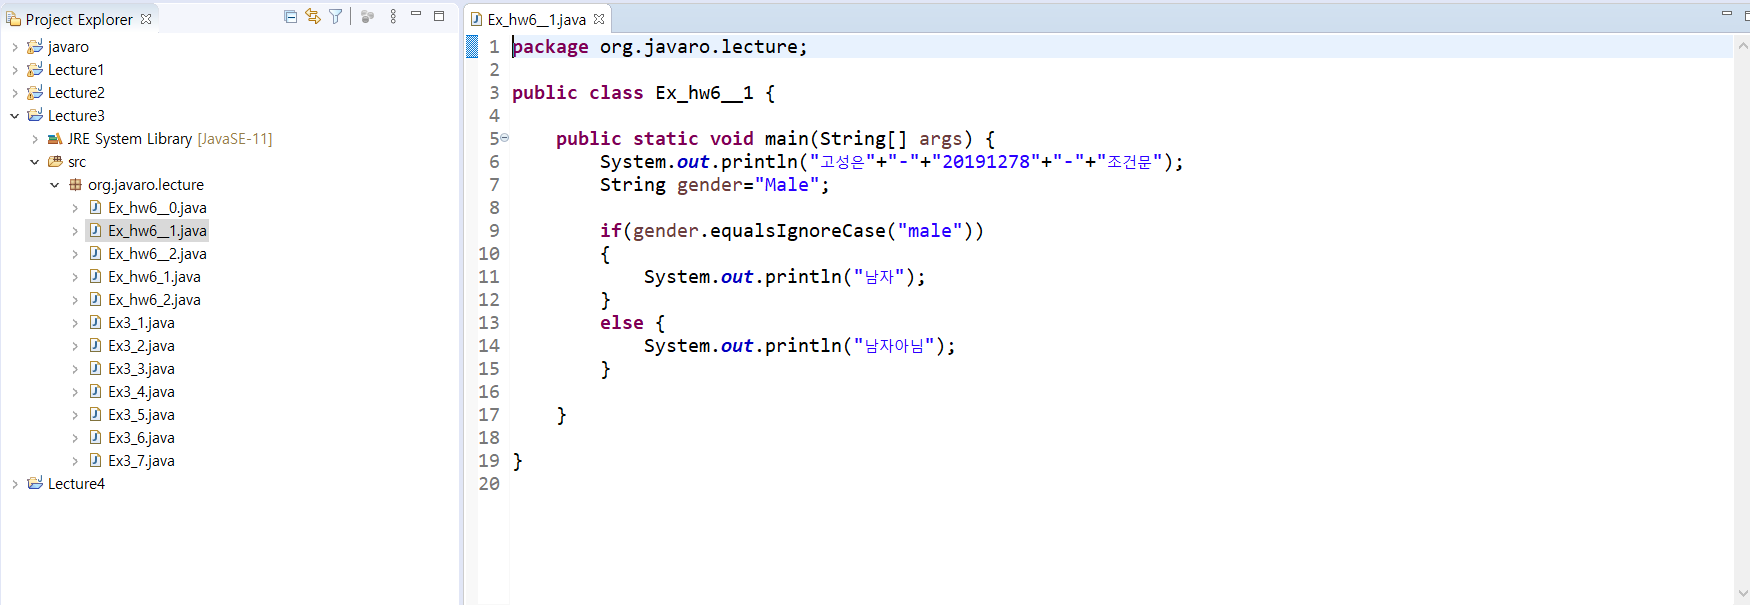 Project Explorer
javaro
Lecture1
Lecture2
Lecture3
JRE System Library [JavaSE-11]
src
org.javaro.lecture
Ex_hw6__0.java
Ex_hw6__1.java
Ex_hw6__2.java
Ex_hw6_1.java
Ex_hw6_2.java
Ex3_1.java
Ex3_2.java
Ex3_3.java
Ex3_4.java
Ex3_5.java
Ex3_6.java
Ex3_7.java
Lecture4
Ex_hw6__1.java
1 package org.javaro.lecture;
2
3 public class Ex_hw6__1 {
4
5     public static void main(String[] args) {
6         System.out.println("고성은"+"-"+"20191278"+"-"+"조건문");
7         String gender="Male";
8
9         if(gender.equalsIgnoreCase("male"))
10         {
11             System.out.println("남자");
12         }
13         else {
14             System.out.println("남자아님");
15         }
16
17     }
18
19 }
20